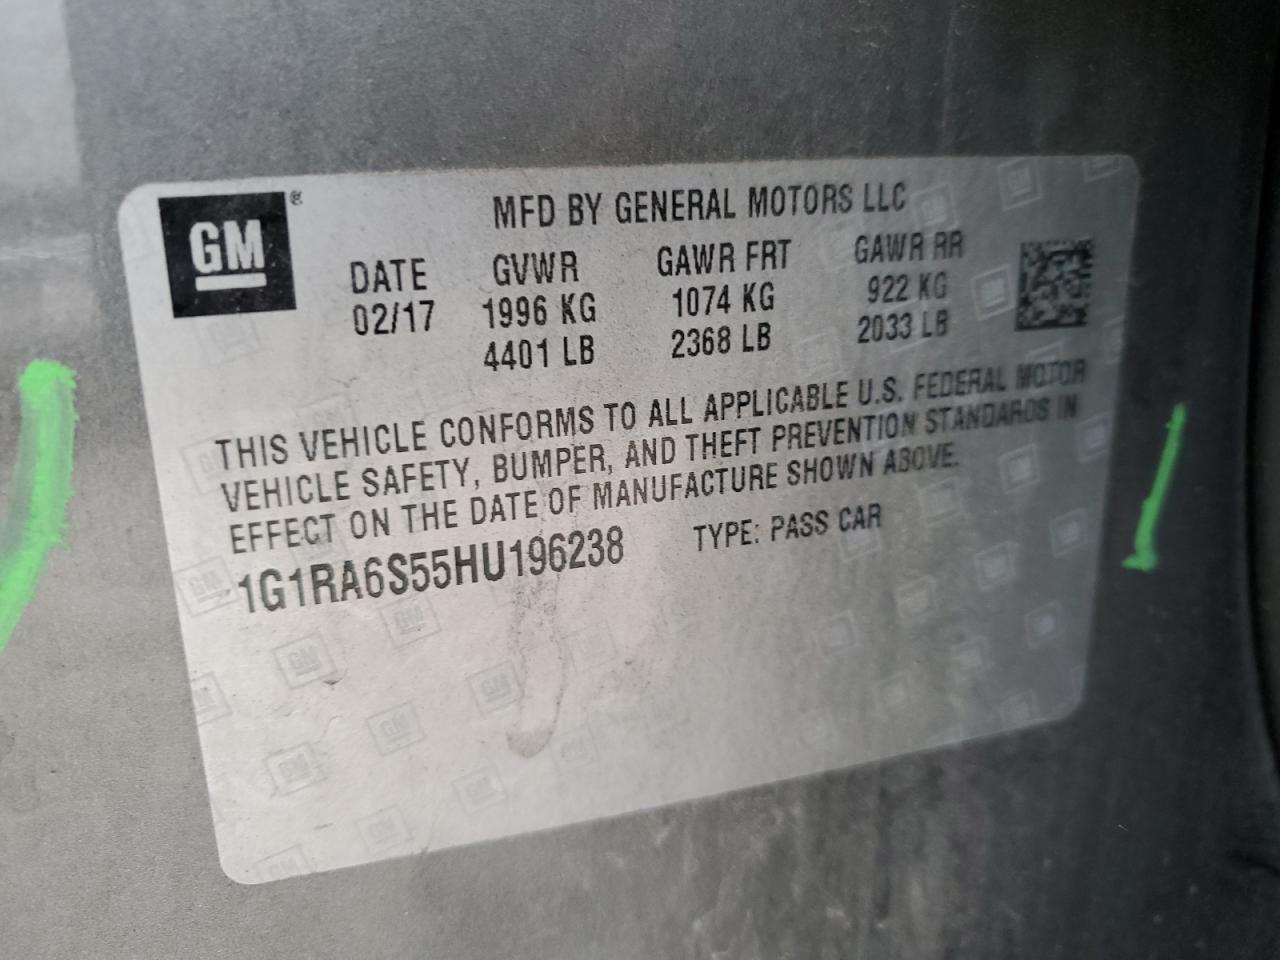 GM®
MFD BY GENERAL MOTORS LLC
DATE GVWR GAWR FRT GAWR RR
02/17 1996 KG 1074 KG 922 KG
4401 LB 2368 LB 2033 LB
THIS VEHICLE CONFORMS TO ALL APPLICABLE U.S. FEDERAL MOTOR
VEHICLE SAFETY, BUMPER, AND THEFT PREVENTION STANDARDS IN
EFFECT ON THE DATE OF MANUFACTURE SHOWN ABOVE.
1G1RA6S55HU196238 TYPE: PASS CAR